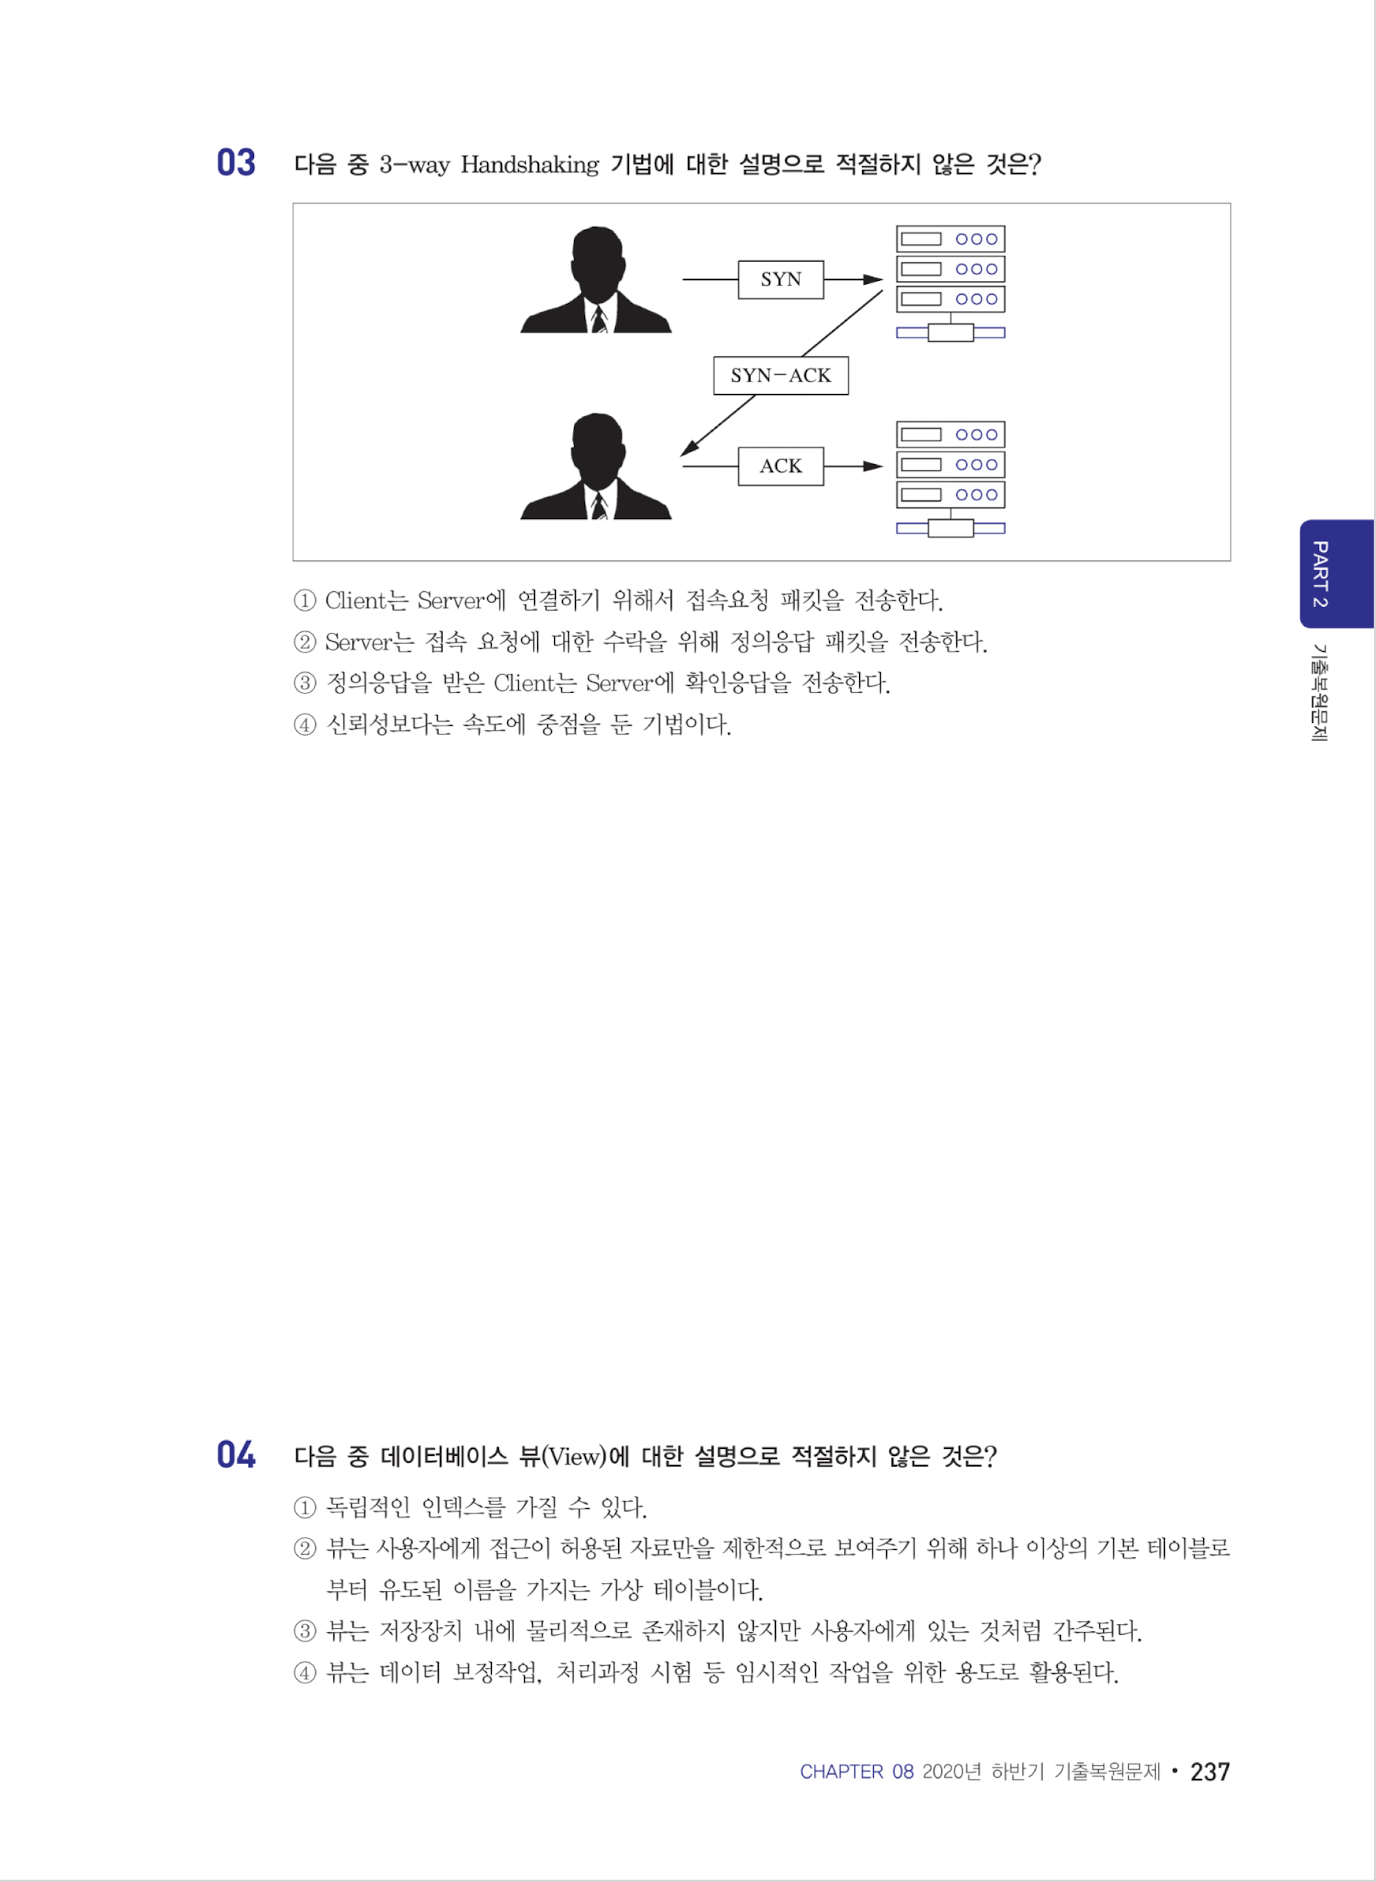 03 다음 중 3-way Handshaking 기법에 대한 설명으로 적절하지 않은 것은?
SYN
SYN-ACK
ACK
① Client는 Server에 연결하기 위해서 접속요청 패킷을 전송한다.
② Server는 접속 요청에 대한 수락을 위해 정의응답 패킷을 전송한다.
③ 정의응답을 받은 Client는 Server에 확인응답을 전송한다.
④ 신뢰성보다는 속도에 중점을 둔 기법이다.
PART 2 기출복원문제
04 다음 중 데이터베이스 뷰(View)에 대한 설명으로 적절하지 않은 것은?
① 독립적인 인덱스를 가질 수 있다.
② 뷰는 사용자에게 접근이 허용된 자료만을 제한적으로 보여주기 위해 하나 이상의 기본 테이블로
부터 유도된 이름을 가지는 가상 테이블이다.
③ 뷰는 저장장치 내에 물리적으로 존재하지 않지만 사용자에게 있는 것처럼 간주된다.
④ 뷰는 데이터 보정작업, 처리과정 시험 등 임시적인 작업을 위한 용도로 활용된다.
CHAPTER 08 2020년 하반기 기출복원문제 • 237